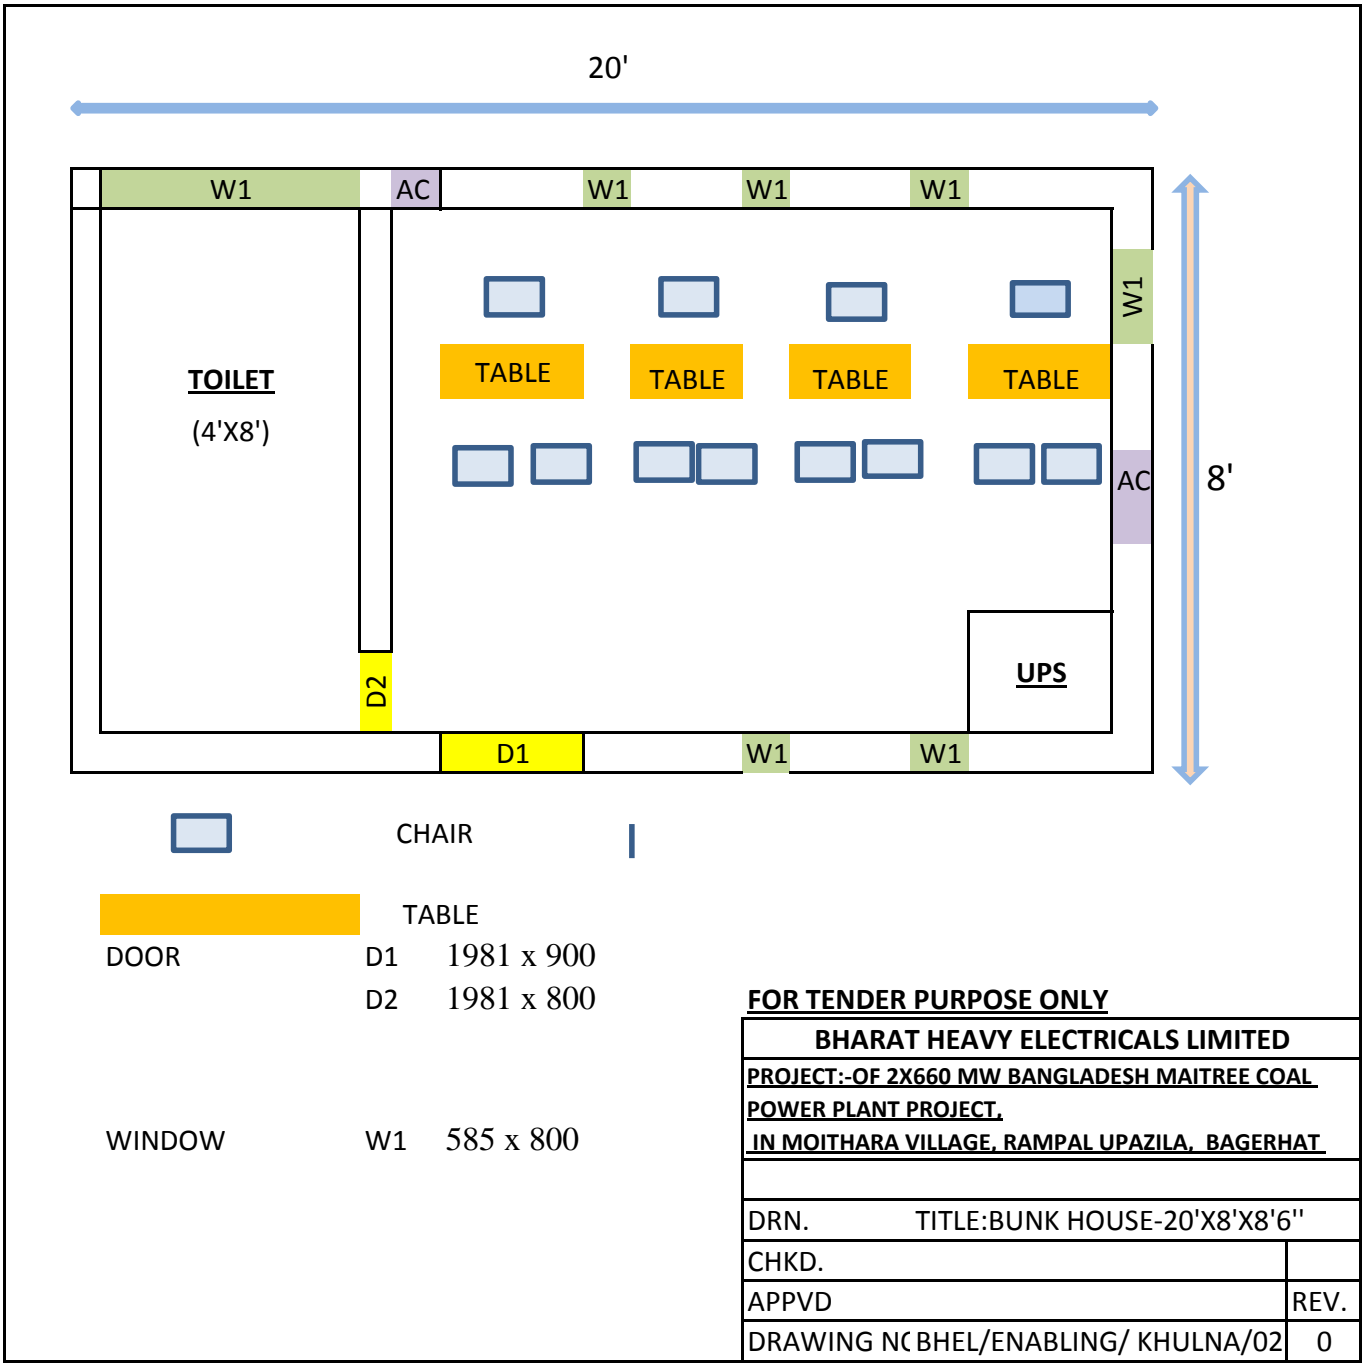 20'
W1 AC W1 W1 W1
W1
TABLE TABLE TABLE TABLE
TOILET
(4'X8')
AC 8'
UPS
D2
D1 W1 W1
CHAIR
TABLE
DOOR D1 1981 x 900
D2 1981 x 800
WINDOW W1 585 x 800
FOR TENDER PURPOSE ONLY
BHARAT HEAVY ELECTRICALS LIMITED
PROJECT:-OF 2X660 MW BANGLADESH MAITREE COAL
POWER PLANT PROJECT,
IN MOITHARA VILLAGE, RAMPAL UPAZILA, BAGERHAT
DRN. TITLE:BUNK HOUSE-20'X8'X8'6''
CHKD.
APPVD REV.
DRAWING NO BHEL/ENABLING/ KHULNA/02 0